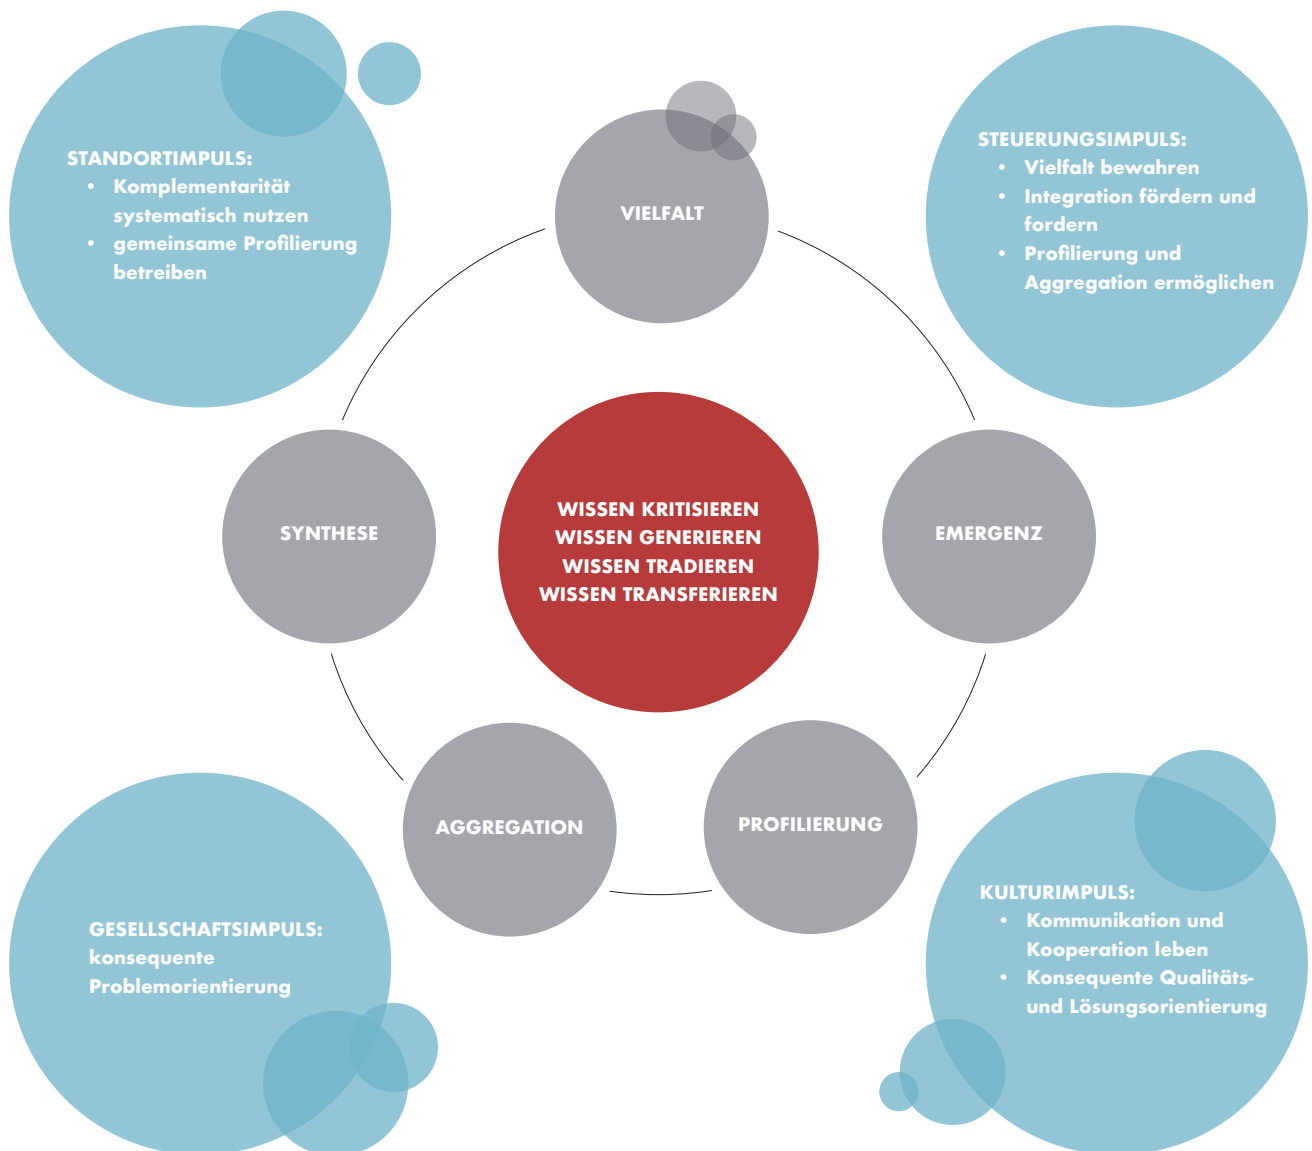 STANDORTIMPULS:
• Komplementarität
systematisch nutzen
• gemeinsame Profilierung
betreiben
VIELFALT
STEUERUNGSIMPULS:
• Vielfalt bewahren
• Integration fördern und
fordern
• Profilierung und
Aggregation ermöglichen
SYNTHESE
WISSEN KRITISIEREN
WISSEN GENERIEREN
WISSEN TRADIEREN
WISSEN TRANSFERIEREN
EMERGENZ
AGGREGATION
PROFILIERUNG
GESELLSCHAFTSIMPULS:
konsequente
Problemorientierung
KULTURIMPULS:
• Kommunikation und
Kooperation leben
• Konsequente Qualitäts-
und Lösungsorientierung